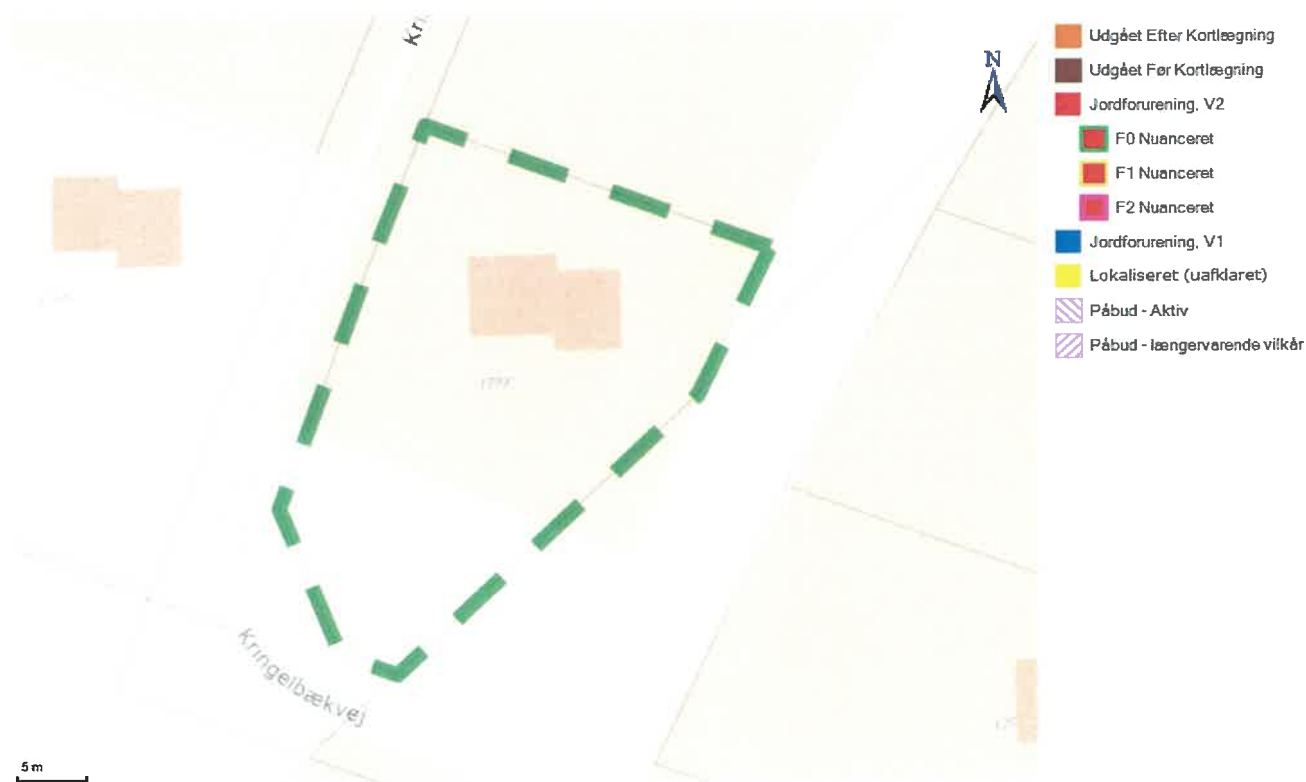 Kri
N
Udgået Efter Kortlægning
Udgået Før Kortlægning
Jordforurening, V2
F0 Nuanceret
F1 Nuanceret
F2 Nuanceret
Jordforurening, V1
Lokaliseret (uafklaret)
Påbud - Aktiv
Påbud - længervarende vilkår
Kringelbækvej
5 m